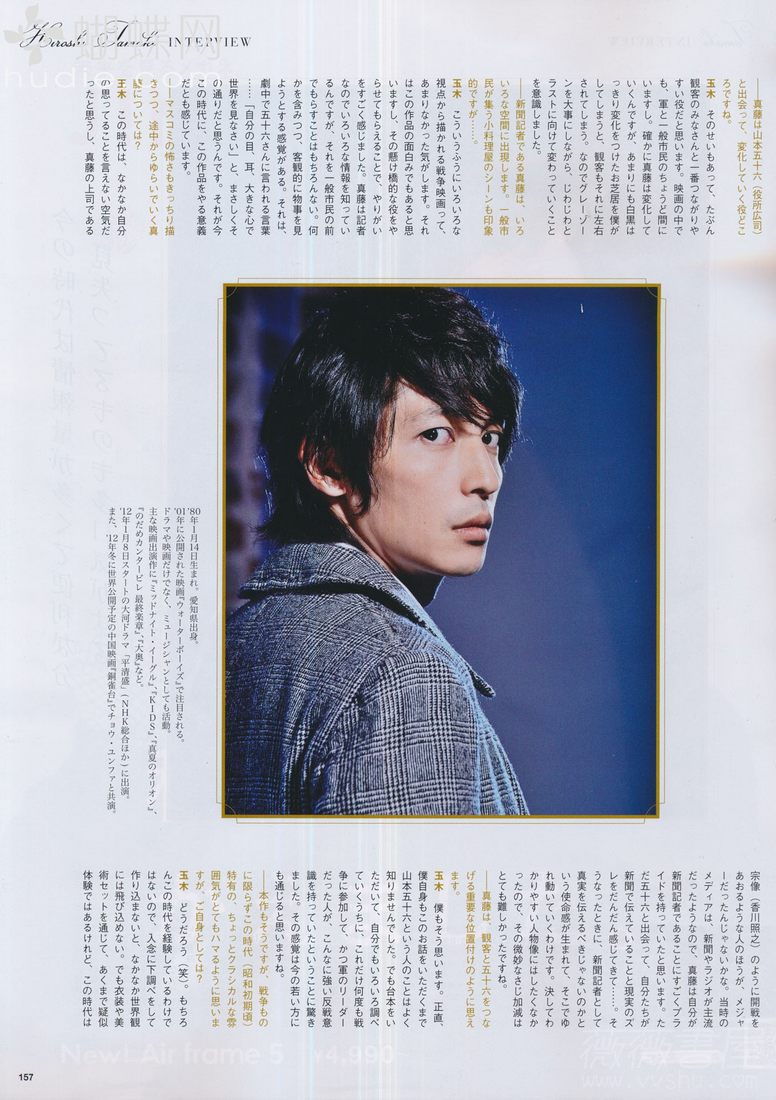 Hiroshi Tamaki INTERVIEW
蝴蝶网
――真藤は山本五十六（役所広司）
と出会って、変化していく役どこ
ろですね。
玉木　そのせいもあって、たぶん
観客のみなさんと一番つながりや
すい役だと思います。映画の中で
も、軍と一般市民のちょうど間に
いますし。確かに真藤は変化して
いくんですが、あまりにも白黒は
っきり変化をつけたお芝居を僕が
してしまうと、観客もそれに左右
されてしまう。なのでグレーゾー
ンを大事にしながら、じわじわと
ラストに向けて変わっていくこと
を意識しました。
――新聞記者である真藤は、いろ
いろな空間に出現します。一般市
民が集う小料理屋のシーンも印象
的ですが……。
玉木　こういうふうにいろいろな
視点から描かれる戦争映画って、
あまりなかった気がします。それ
はこの作品の面白みでもあると思
いますし、その懸け橋的な役をや
らせてもらえることで、やりがい
をすごく感じました。真藤は記者
なのでいろいろな情報を知ってい
るんですが、それを一般市民の前
でもらすことはもちろんない。何
かを含みつつ、客観的に物事を見
ようとする感覚がある。それは、
劇中で五十六さんに言われる言葉
……「自分の目、耳、大きな心で
世界を見なさい」と、まさしくそ
の通りだと思うんです。それが今
この時代に、この作品をやる意義
だとも感じています。
――マスコミの怖さもきっちり描
きつつ、途中からゆらいでいく真
藤については？
玉木　この時代は、なかなか自分
の思ってることを言えない空気だ
ったと思うし、真藤の上司である
'80年1月14日生まれ。愛知県出身。
'01年に公開された映画『ウォーターボーイズ』で注目される。
ドラマや映画だけでなく、ミュージシャンとしても活動。
主な映画出演作に『ミッドナイト・イーグル』、『KIDS』、『真夏のオリオン』、
『のだめカンタービレ 最終楽章』、『大奥』など。
'12年1月8日スタートの大河ドラマ「平清盛」（NHK総合ほか）に出演。
また、'12年冬に世界公開予定の中国映画『銅雀台』でチョウ・ユンファと共演。
宗像（香川照之）のように開戦を
あおるような人のほうが、メジャ
ーだったんじゃないかな。当時の
メディアは、新聞やラジオが主流
だったようなので、真藤は自分が
新聞記者であることにすごくプラ
イドを持っていたと思います。た
だ五十六と出会って、自分たちが
新聞で伝えていることと現実のズ
レをだんだん感じてきて……。そ
うなったときに、新聞記者として
真実を伝えるべきじゃないのかと
いう使命感が生まれて、そこでゆ
れ動いていくわけです。決してわ
かりやすい人物像にはしたくなか
ったので、その微妙なさじ加減は
とても難しかったですね。
――真藤は、観客と五十六をつな
げる重要な位置付けのように思え
ます。
玉木　僕もそう思います。正直、
僕自身もこのお話をいただくまで
山本五十六という人のことはよく
知りませんでした。でも台本をい
ただいて、自分でもいろいろ調べ
ていくうちに、これだけ何度も戦
争に参加して、かつ軍のリーダー
だった人が、こんなに強い反戦意
識を持っていたということに驚き
ました。その感覚は今の若い方に
も通じると思いますね。
――本作もそうですが、戦争もの
に限らずこの時代（昭和初期頃）
特有の、ちょっとクラシカルな雰
囲気がとてもハマるように思いま
すが、ご自身としては？
玉木　どうだろう（笑）。もちろ
んこの時代を経験しているわけで
はないので、入念に下調べをして
作り込まないと、なかなか世界観
には飛び込めない。でも衣装や美
術セットを通じて、あくまで疑似
体験ではあるけれど、この時代は
157